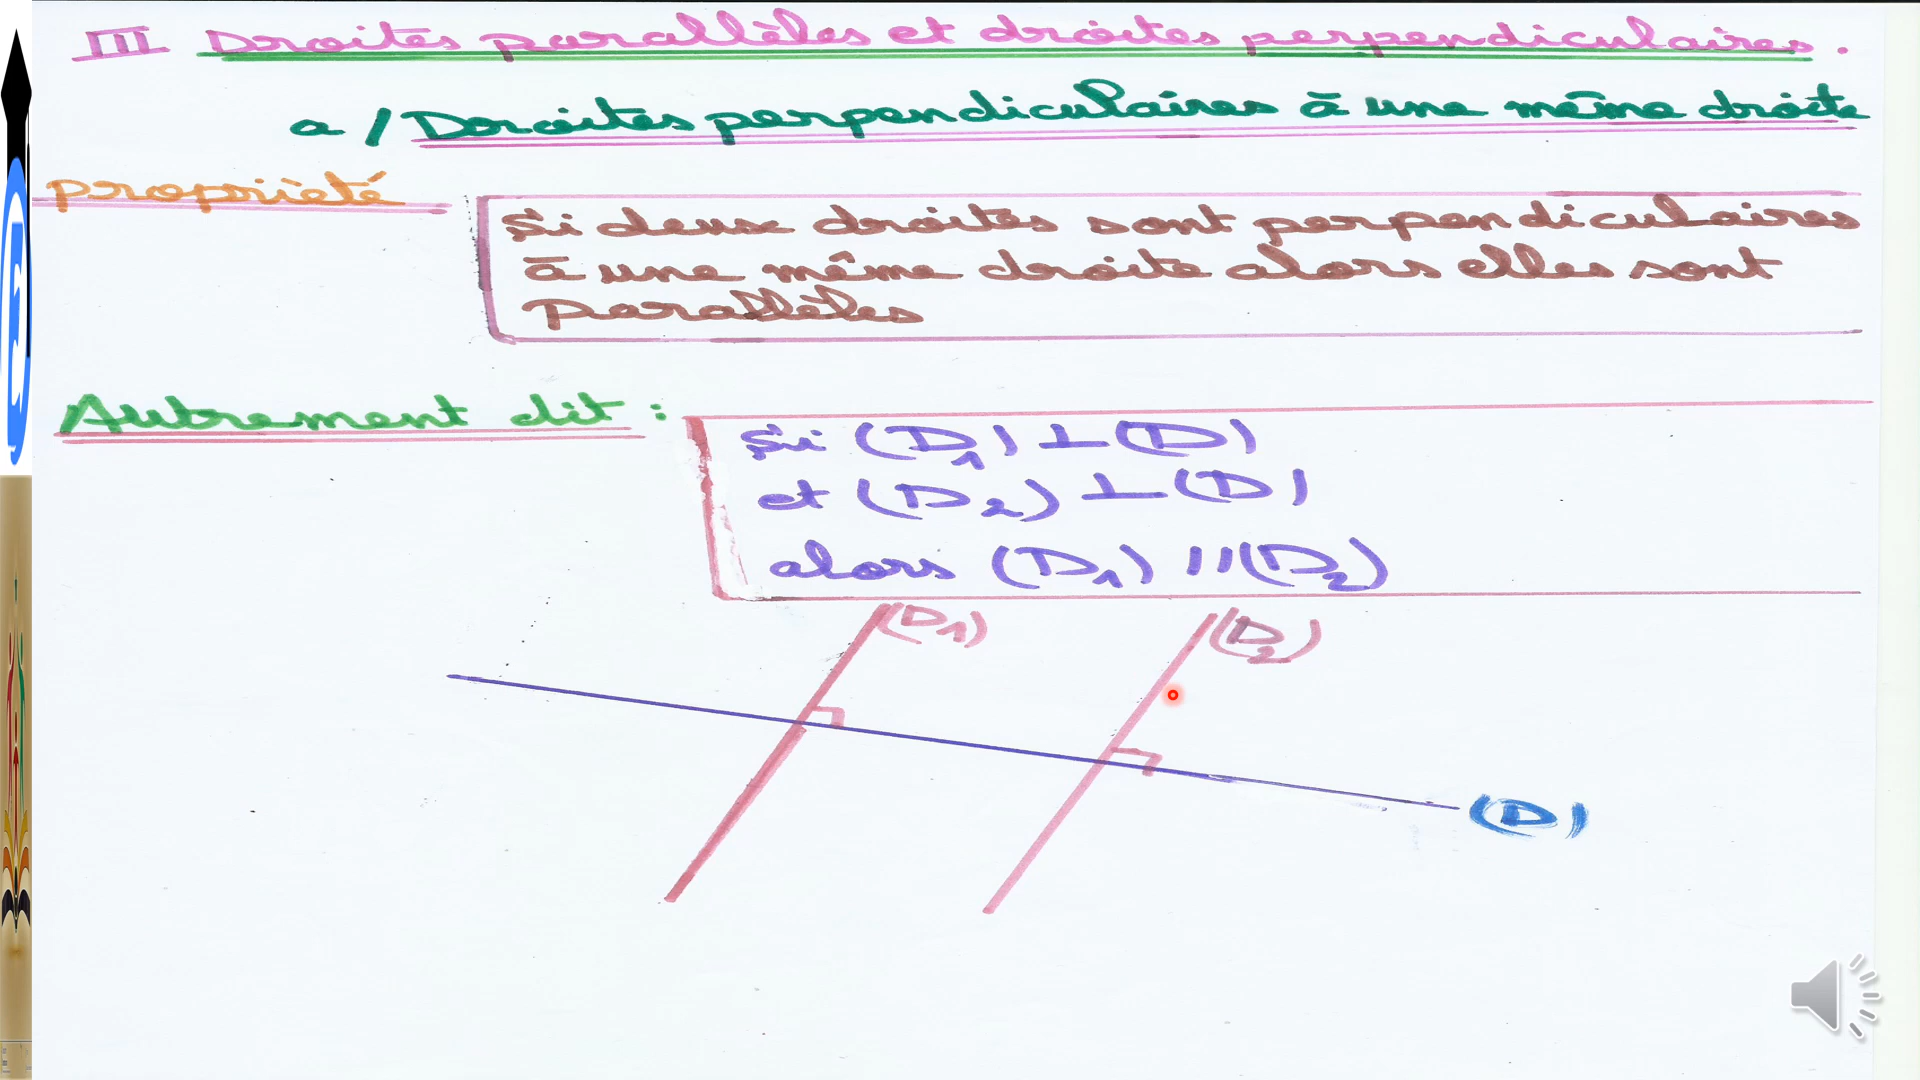 III Droites parallèles et droites perpendiculaires.
a / Droites perpendiculaires à une même droite
propriété
Si deux droites sont perpendiculaires
à une même droite alors elles sont
Parallèles
Autrement dit :
Si (D1) ⊥ (D)
et (D2) ⊥ (D)
alors (D1) // (D2)
(D1)
(D2)
(D)